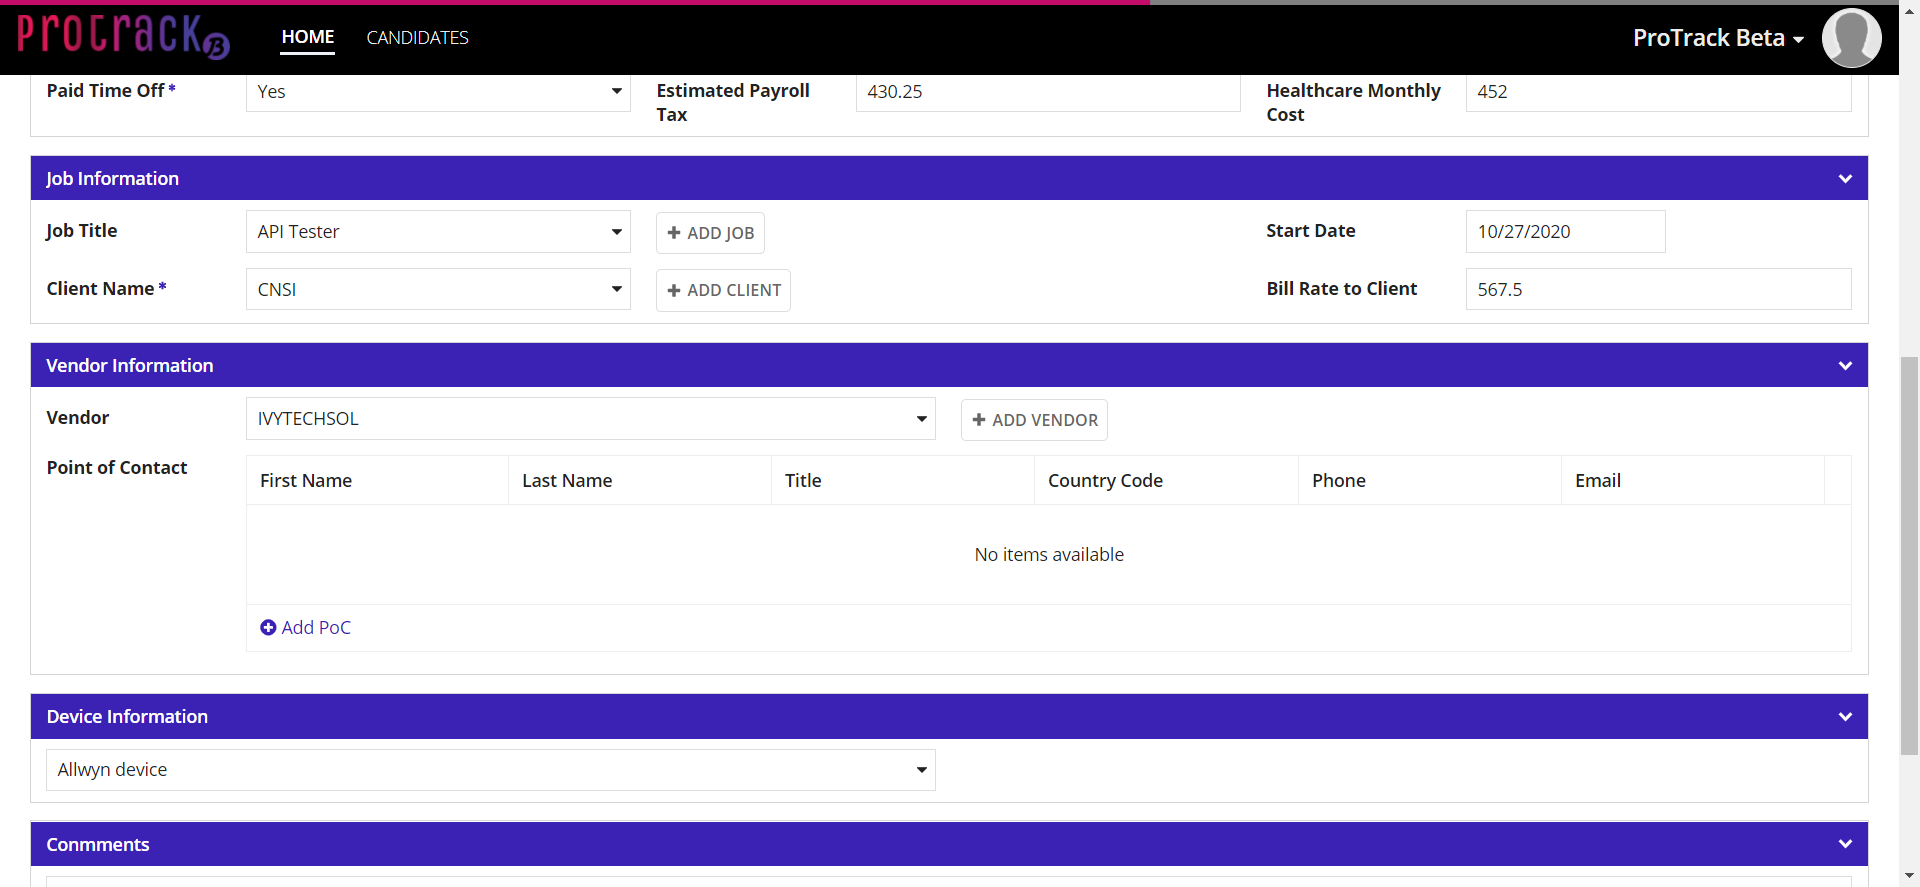 ProTrack β HOME CANDIDATES ProTrack Beta
Paid Time Off * Yes Estimated Payroll Tax 430.25 Healthcare Monthly Cost 452
Job Information
Job Title API Tester ADD JOB Start Date 10/27/2020
Client Name * CNSI ADD CLIENT Bill Rate to Client 567.5
Vendor Information
Vendor IVYTECHSOL ADD VENDOR
Point of Contact First Name Last Name Title Country Code Phone Email
No items available
Add PoC
Device Information
Allwyn device
Conmments